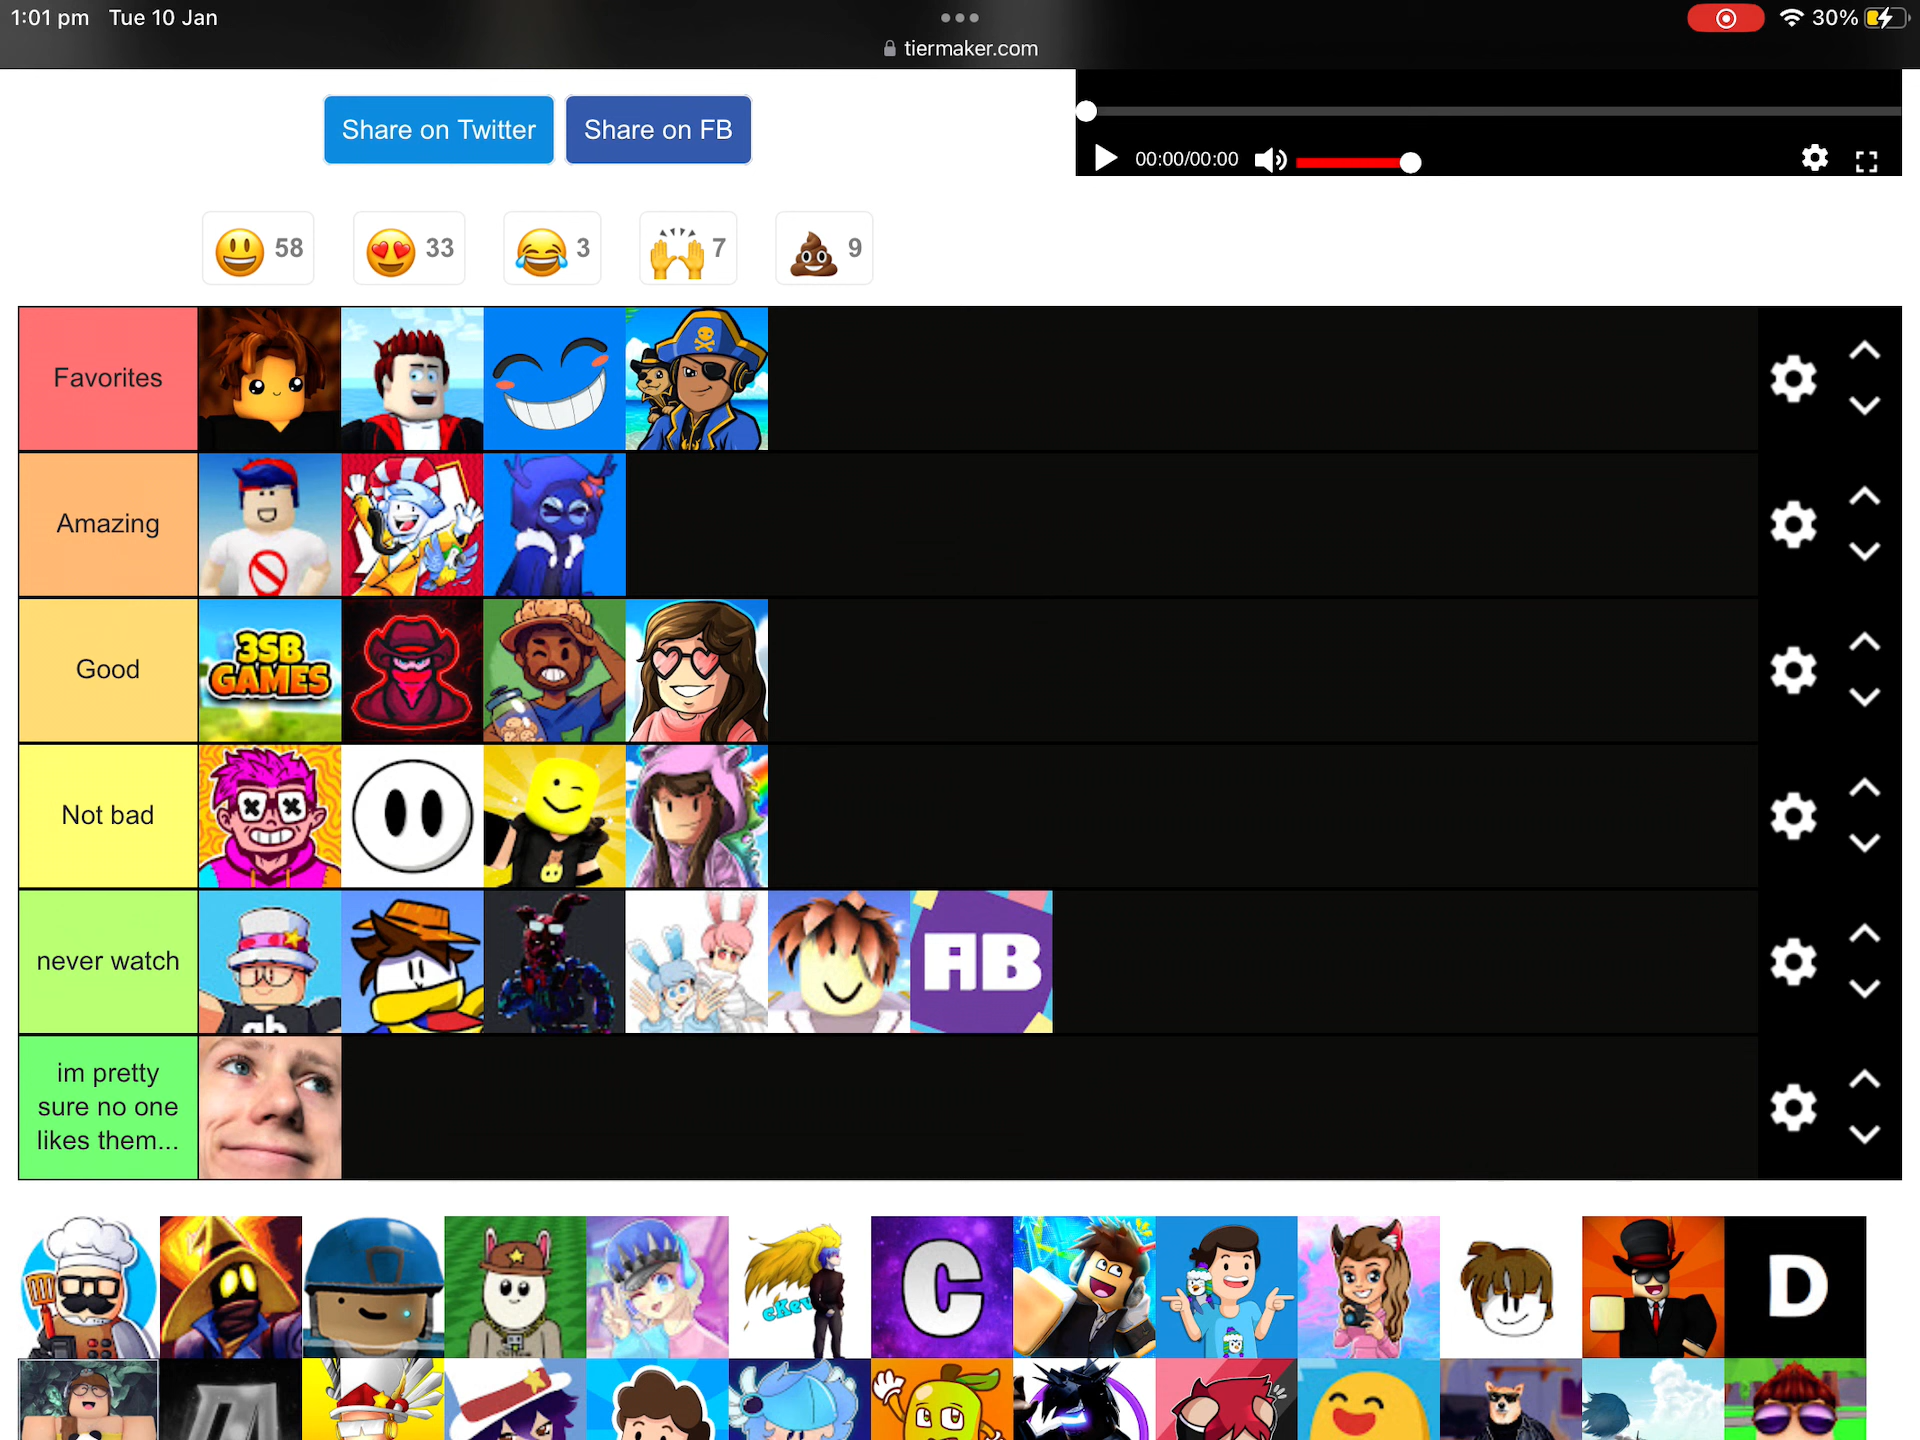 1:01 pm Tue 10 Jan
30%
tiermaker.com
Share on Twitter
Share on FB
00:00/00:00
58
33
3
7
9
Favorites
Amazing
Good
3SB
GAMES
Not bad
never watch
AB
im pretty
sure no one
likes them...
cKev
C
D